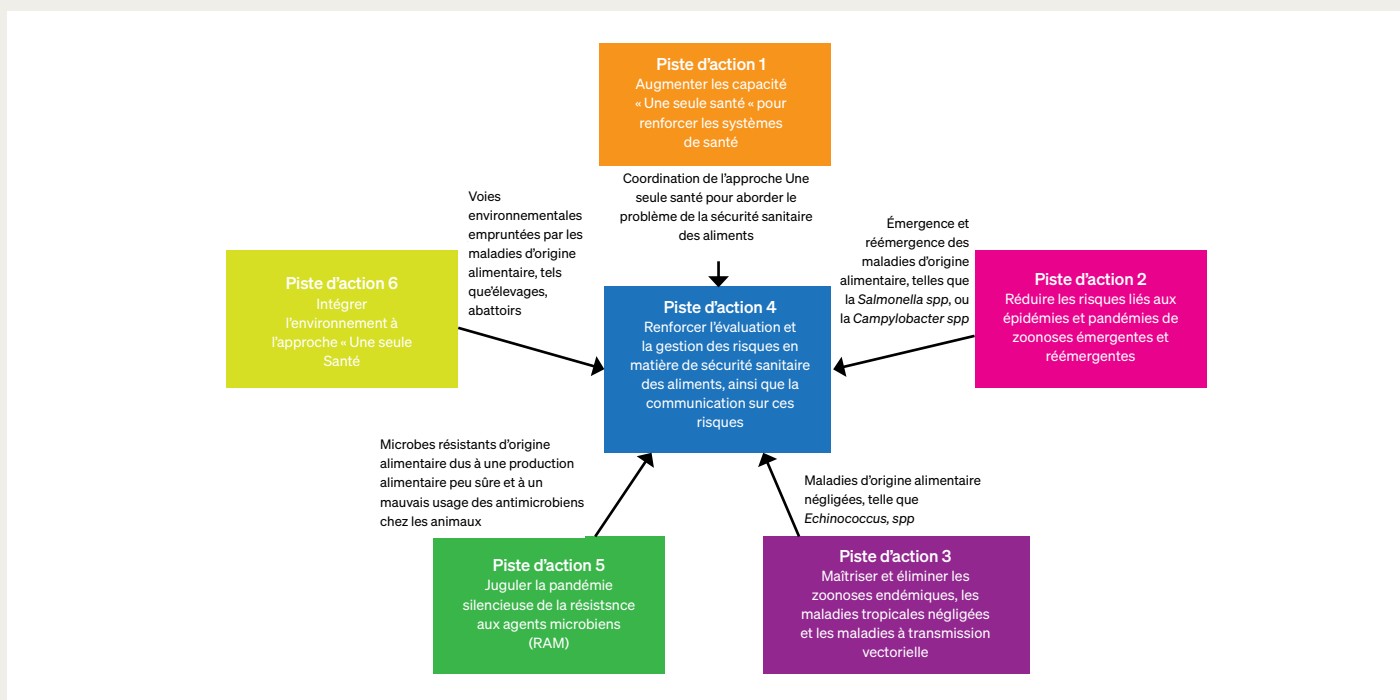 Piste d’action 1
Augmenter les capacité
« Une seule santé « pour
renforcer les systèmes
de santé
Coordination de l’approche Une
seule santé pour aborder le
problème de la sécurité sanitaire
des aliments
Voies
environnementales
empruntées par les
maladies d’origine
alimentaire, tels
que’élevages,
abattoirs
Émergence et
réémergence des
maladies d’origine
alimentaire, telles que
la Salmonella spp, ou
la Campylobacter spp
Piste d’action 6
Intégrer
l’environnement à
l’approche « Une seule
Santé
Piste d’action 4
Renforcer l’évaluation et
la gestion des risques en
matière de sécurité sanitaire
des aliments, ainsi que la
communication sur ces
risques
Piste d’action 2
Réduire les risques liés aux
épidémies et pandémies de
zoonoses émergentes et
réémergentes
Microbes résistants d’origine
alimentaire dus à une production
alimentaire peu sûre et à un
mauvais usage des antimicrobiens
chez les animaux
Maladies d’origine alimentaire
négligées, telle que
Echinococcus, spp
Piste d’action 5
Juguler la pandémie
silencieuse de la résistsnce
aux agents microbiens
(RAM)
Piste d’action 3
Maîtriser et éliminer les
zoonoses endémiques, les
maladies tropicales négligées
et les maladies à transmission
vectorielle